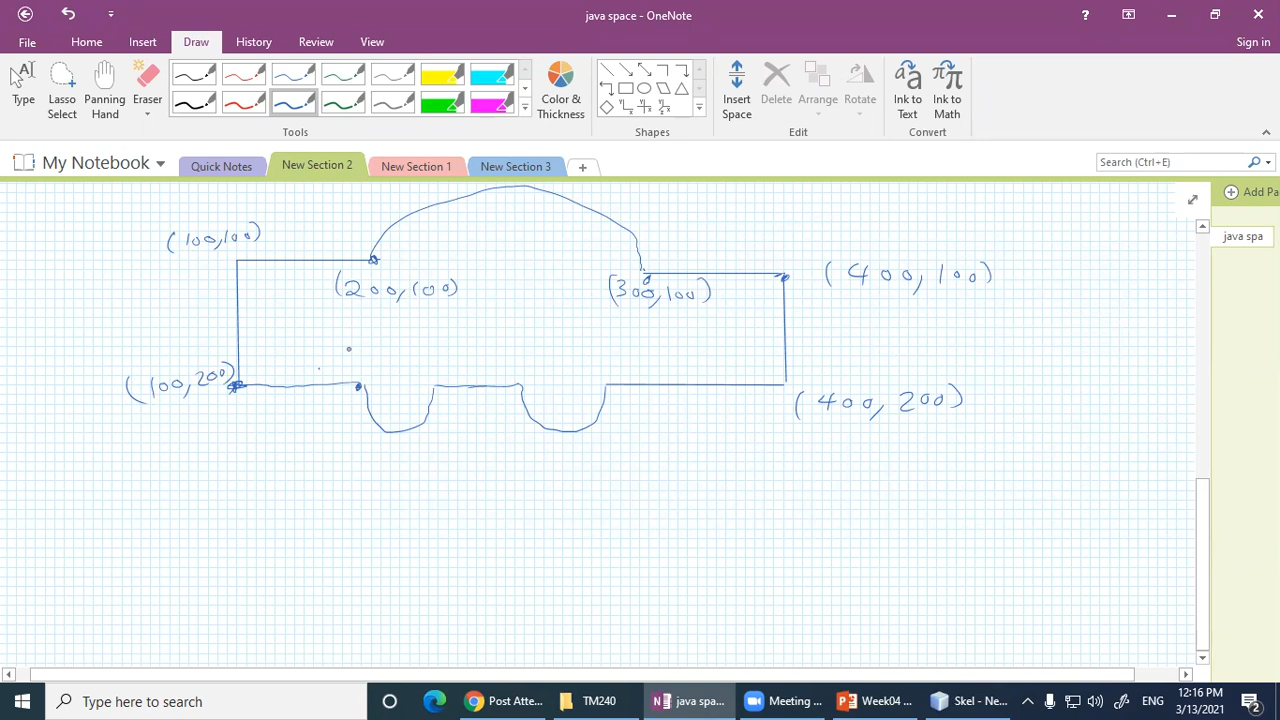 java space - OneNote
? Sign in
File Home Insert Draw History Review View
Type Lasso Select Panning Hand Eraser Color & Thickness Insert Space Delete Arrange Rotate Ink to Text Ink to Math
Tools Shapes Edit Convert
My Notebook Quick Notes New Section 2 New Section 1 New Section 3 Search (Ctrl+E)
Add Pa
java spa
(100,100)
(200,100) (300,100) (400,100)
(100,200) (400,200)
Type here to search Post Atte... TM240 java spa... Meeting ... Week04 ... Skel - Ne... ENG 12:16 PM 3/13/2021 2